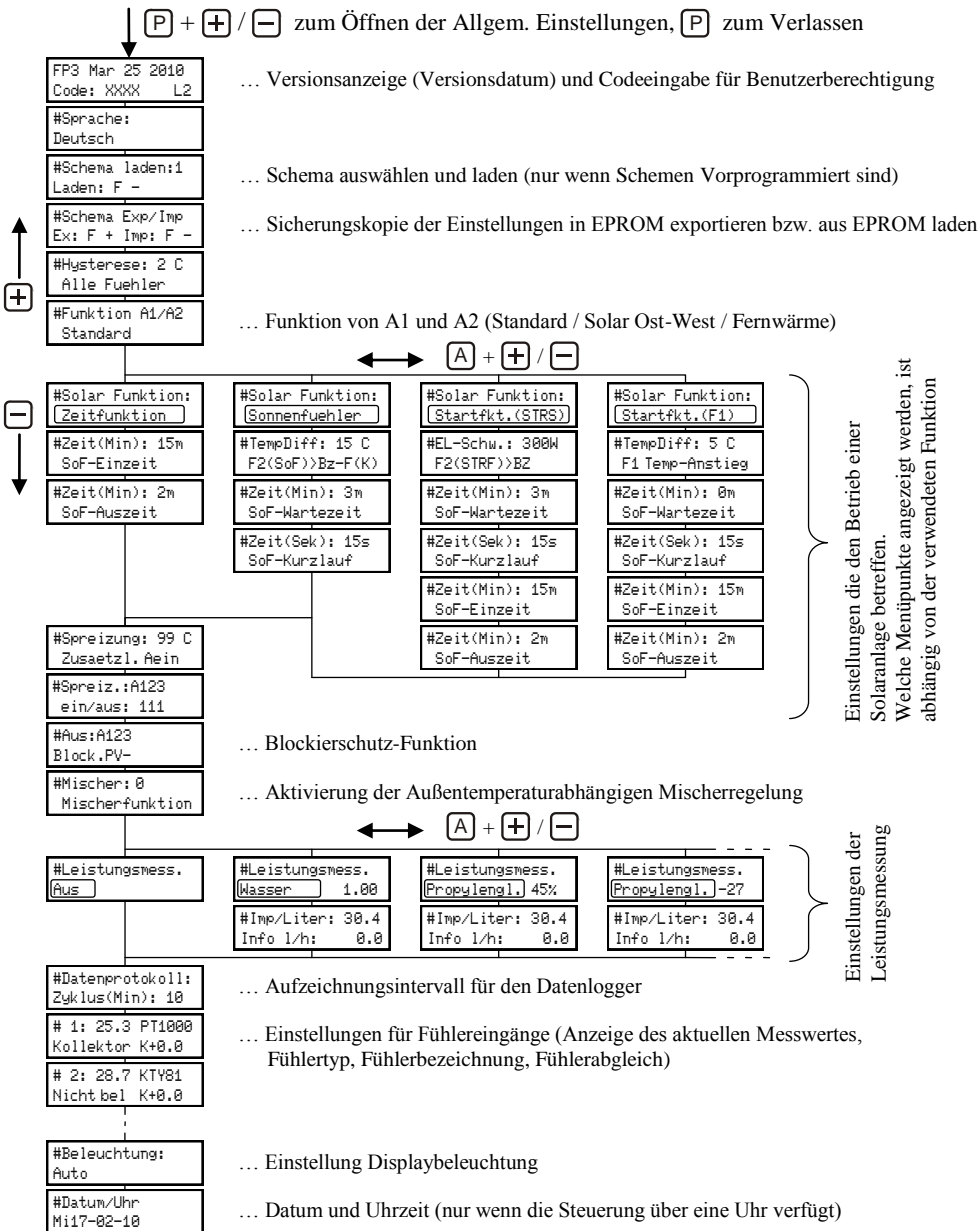 P + + / − zum Öffnen der Allgem. Einstellungen, P zum Verlassen
FP3 Mar 25 2010
Code: XXXX L2
… Versionsanzeige (Versionsdatum) und Codeeingabe für Benutzerberechtigung
#Sprache:
Deutsch
#Schema laden:1
Laden: F -
… Schema auswählen und laden (nur wenn Schemen Vorprogrammiert sind)
#Schema Exp/Imp
Ex: F + Imp: F -
… Sicherungskopie der Einstellungen in EPROM exportieren bzw. aus EPROM laden
#Hysterese: 2 C
Alle Fuehler
+
#Funktion A1/A2
Standard
… Funktion von A1 und A2 (Standard / Solar Ost-West / Fernwärme)
A + + / −
−
#Solar Funktion:
Zeitfunktion
#Zeit(Min): 15m
SoF-Einzeit
#Zeit(Min): 2m
SoF-Auszeit
#Solar Funktion:
Sonnenfuehler
#TempDiff: 15 C
F2(SoF)>Bz-F(K)
#Zeit(Min): 3m
SoF-Wartezeit
#Zeit(Sek): 15s
SoF-Kurzlauf
#Solar Funktion:
Startfkt.(STRS)
#EL-Schw.: 300W
F2(STRF)>BZ
#Zeit(Min): 3m
SoF-Wartezeit
#Zeit(Sek): 15s
SoF-Kurzlauf
#Zeit(Min): 15m
SoF-Einzeit
#Zeit(Min): 2m
SoF-Auszeit
#Solar Funktion:
Startfkt.(F1)
#TempDiff: 5 C
F1 Temp-Anstieg
#Zeit(Min): 0m
SoF-Wartezeit
#Zeit(Sek): 15s
SoF-Kurzlauf
#Zeit(Min): 15m
SoF-Einzeit
#Zeit(Min): 2m
SoF-Auszeit
Einstellungen die den Betrieb einer
Solaranlage betreffen.
Welche Menüpunkte angezeigt werden, ist
abhängig von der verwendeten Funktion
#Spreizung: 99 C
Zusaetzl. Aein
#Spreiz.:A123
ein/aus: 111
#Aus:A123
Block.PV-
… Blockierschutz-Funktion
#Mischer: 0
Mischerfunktion
… Aktivierung der Außentemperaturabhängigen Mischerregelung
A + + / −
#Leistungsmess.
Aus
#Leistungsmess.
Wasser 1.00
#Imp/Liter: 30.4
Info l/h: 0.0
#Leistungsmess.
Propylengl. 45%
#Imp/Liter: 30.4
Info l/h: 0.0
#Leistungsmess.
Propylengl. -27
#Imp/Liter: 30.4
Info l/h: 0.0
Einstellungen der
Leistungsmessung
#Datenprotokoll:
Zyklus(Min): 10
… Aufzeichnungsintervall für den Datenlogger
# 1: 25.3 PT1000
Kollektor K+0.0
… Einstellungen für Fühlereingänge (Anzeige des aktuellen Messwertes,
Fühlertyp, Fühlerbezeichnung, Fühlerabgleich)
# 2: 28.7 KTY81
Nicht bel K+0.0
#Beleuchtung:
Auto
… Einstellung Displaybeleuchtung
#Datum/Uhr
Mi17-02-10
… Datum und Uhrzeit (nur wenn die Steuerung über eine Uhr verfügt)